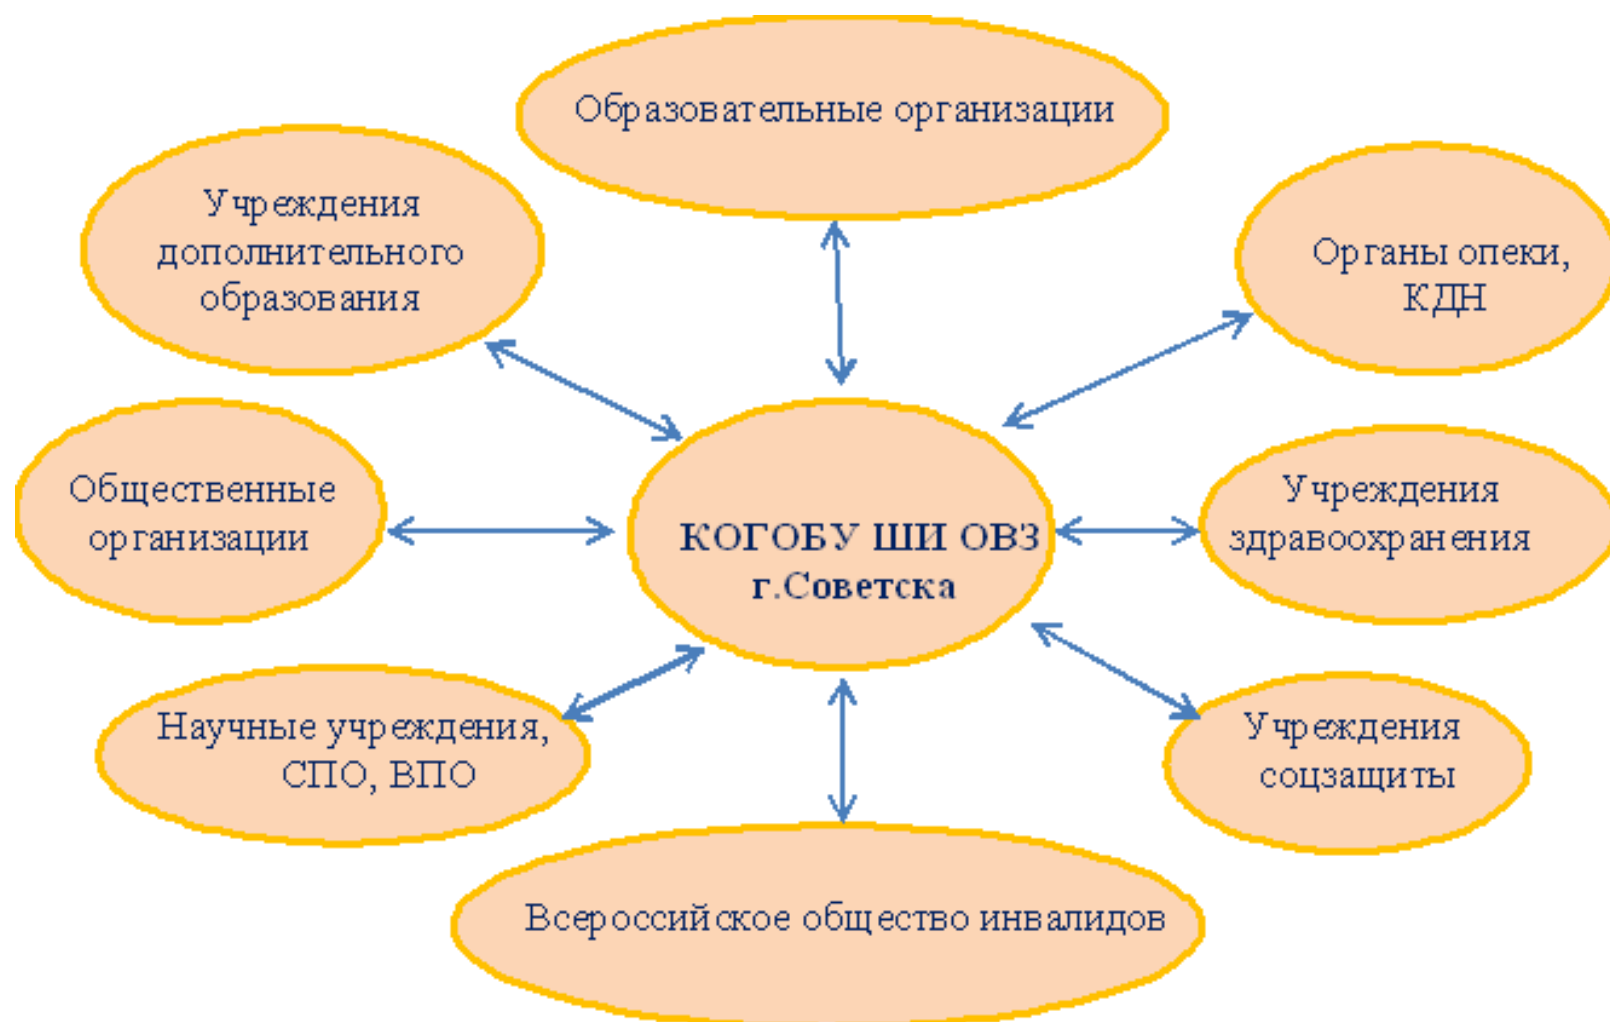 Образовательные организации
Учреждения
дополнительного
образования
Органы опеки,
КДН
Общественные
организации
КОГОБУ ШИ ОВЗ
г.Советска
Учреждения
здравоохранения
Научные учреждения,
СПО, ВПО
Учреждения
соцзащиты
Всероссийское общество инвалидов